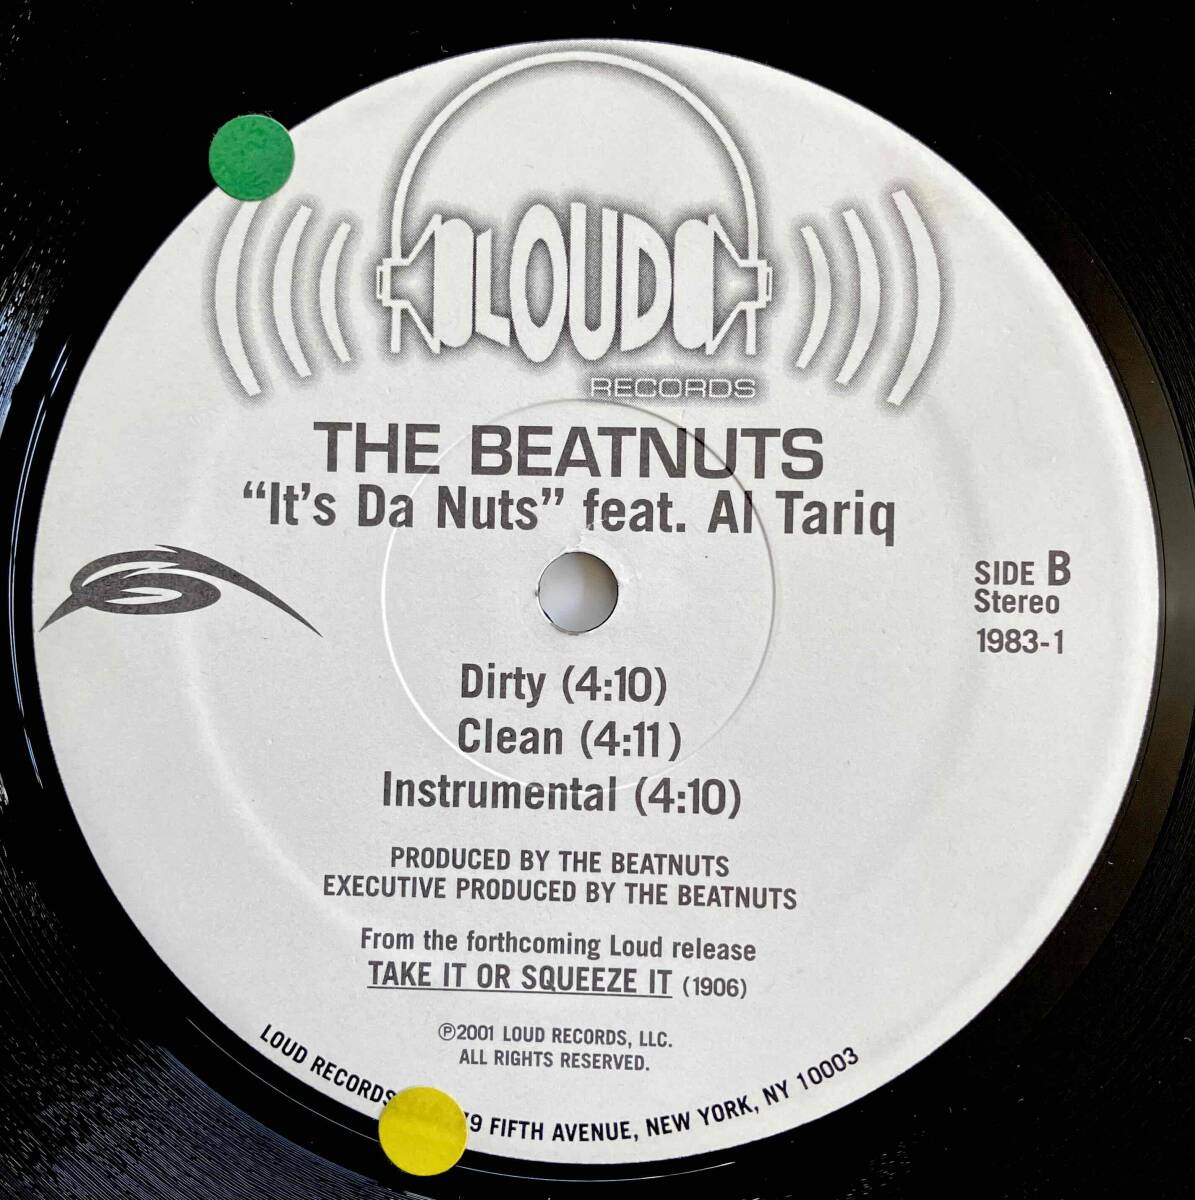 LOUD
RECORDS
THE BEATNUTS
"It's Da Nuts" feat. Al Tariq
SIDE B
Stereo
1983-1
Dirty (4:10)
Clean (4:11)
Instrumental (4:10)
PRODUCED BY THE BEATNUTS
EXECUTIVE PRODUCED BY THE BEATNUTS
From the forthcoming Loud release
TAKE IT OR SQUEEZE IT (1906)
℗2001 LOUD RECORDS, LLC.
ALL RIGHTS RESERVED.
LOUD RECORDS 9 FIFTH AVENUE, NEW YORK, NY 10003